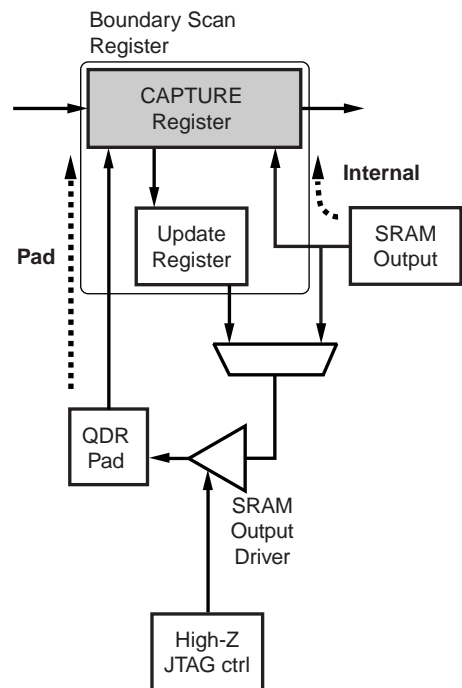 Boundary Scan
Register
CAPTURE
Register
Internal
Pad
Update
Register
SRAM
Output
QDR
Pad
SRAM
Output
Driver
High-Z
JTAG ctrl